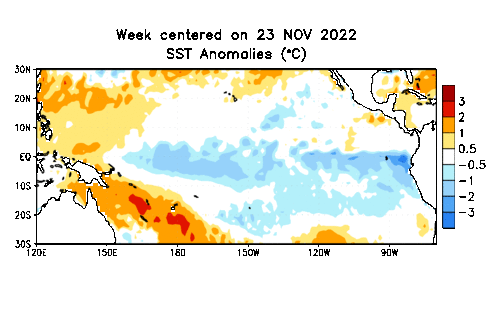 Week centered on 23 NOV 2022
SST Anomalies (°C)
30N
20N
10N
EQ
10S
20S
30S
120E 150E 180 150W 120W 90W
3
2
1
0.5
−0.5
−1
−2
−3